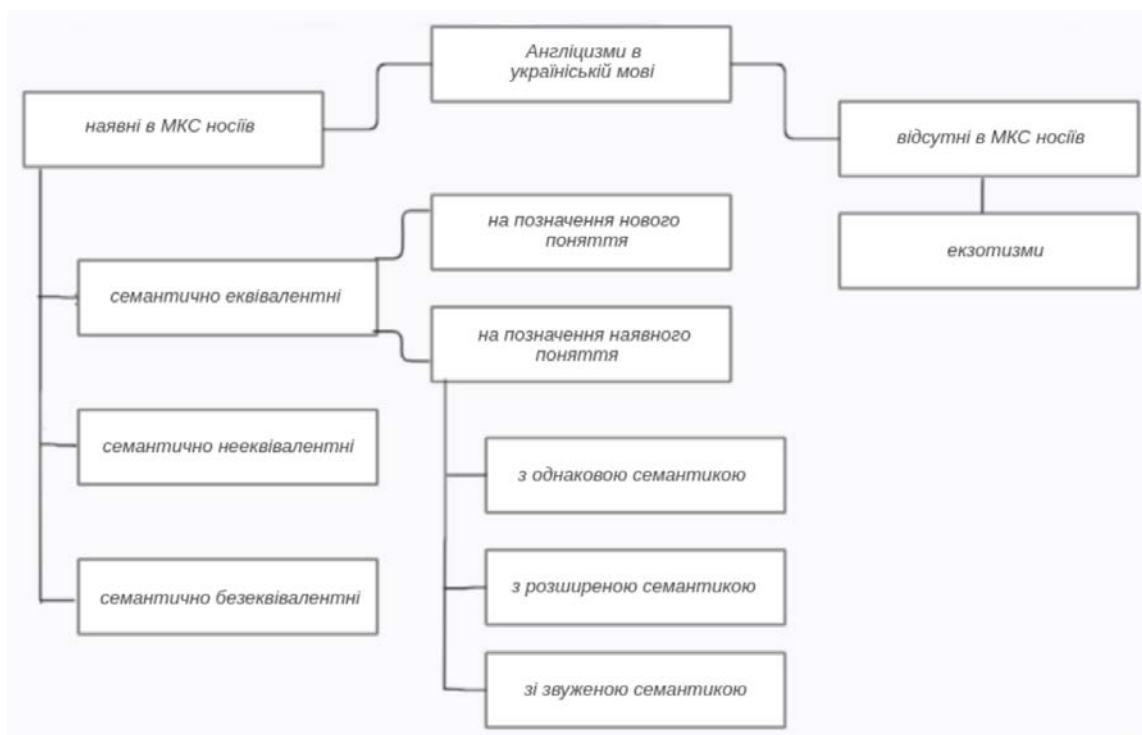 Англіцизми в
україніській мові
наявні в МКС носіїв
відсутні в МКС носіїв
на позначення нового
поняття
екзотизми
семантично еквівалентні
на позначення наявного
поняття
семантично нееквівалентні
з однаковою семантикою
з розширеною семантикою
семантично безеквівалентні
зі звуженою семантикою